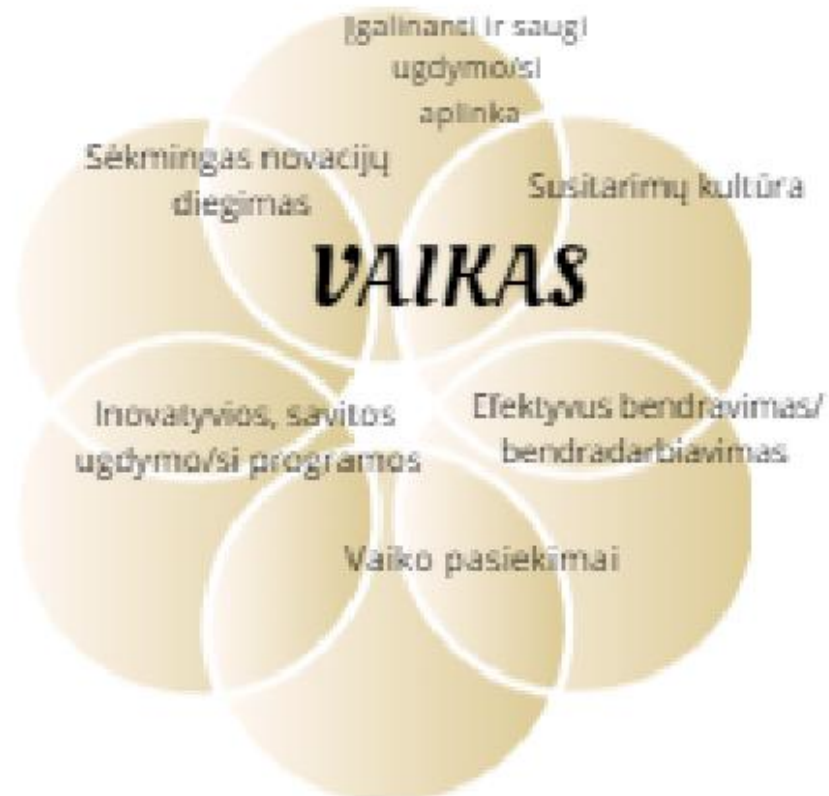 Įgalinanti ir saugi
ugdymo/si
aplinka
Sėkmingas novacijų
diegimas
Susitarimų kultūra
VAIKAS
Inovatyvios, savitos
ugdymo/si programos
Efektyvus bendravimas/
bendradarbiavimas
Vaiko pasiekimai